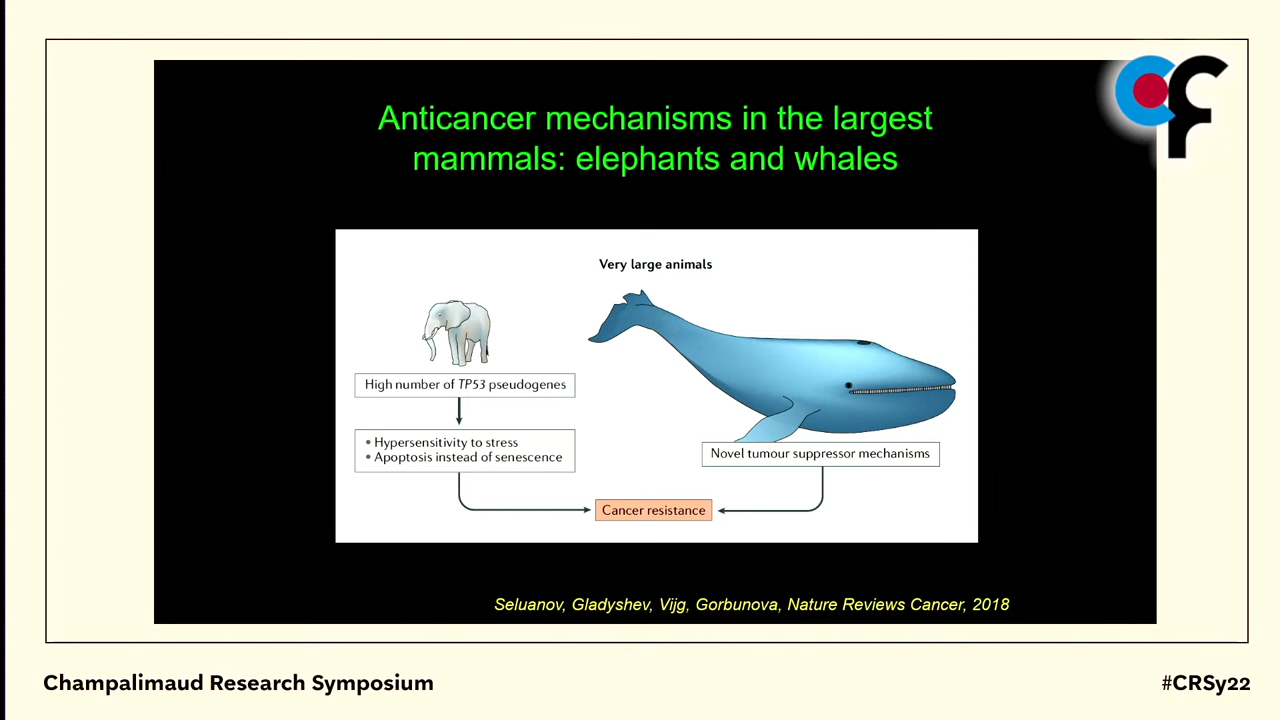 Anticancer mechanisms in the largest
mammals: elephants and whales
Very large animals
High number of TP53 pseudogenes
• Hypersensitivity to stress
• Apoptosis instead of senescence
Novel tumour suppressor mechanisms
Cancer resistance
Seluanov, Gladyshev, Vijg, Gorbunova, Nature Reviews Cancer, 2018
Champalimaud Research Symposium
#CRSy22